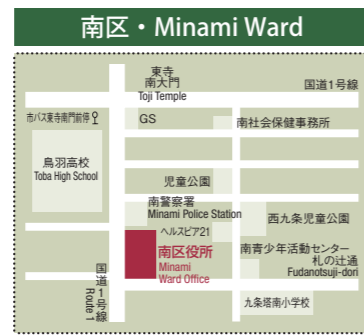 南区・Minami Ward
東寺
南大門
Toji Temple
国道1号線
市バス東寺南門前停
GS
南社会保健事務所
鳥羽高校
Toba High School
児童公園
南警察署
Minami Police Station
西九条児童公園
ヘルスピア21
南区役所
Minami
Ward Office
南青少年活動センター
札の辻通
Fudanotsuji-dori
国道1号線
Route 1
九条塔南小学校